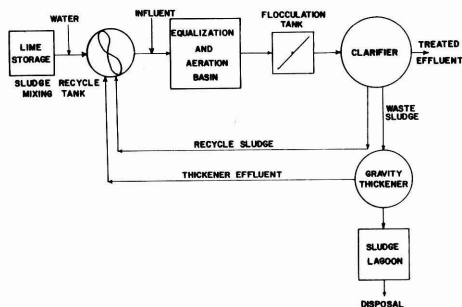 WATER
INFLUENT
FLOCCULATION
TANK
LIME
STORAGE
EQUALIZATION
AND
AERATION
BASIN
CLARIFIER
TREATED
EFFLUENT
SLUDGE RECYCLE
MIXING TANK
WASTE
SLUDGE
RECYCLE SLUDGE
THICKENER EFFLUENT
GRAVITY
THICKENER
SLUDGE
LAGOON
DISPOSAL